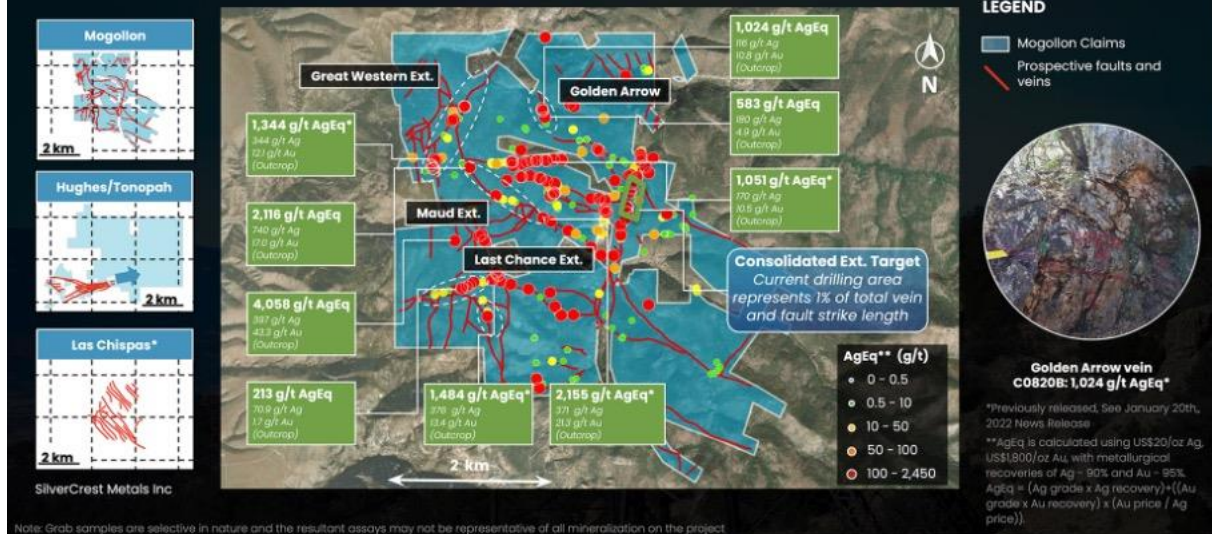 Mogollon
2 km
Hughes/Tonopah
2 km
Las Chispas*
2 km
SilverCrest Metals Inc
Great Western Ext.
Golden Arrow
Maud Ext.
Last Chance Ext.
1,344 g/t AgEq*
344 g/t Ag
12.1 g/t Au
(Outcrop)
2,116 g/t AgEq
740 g/t Ag
17.0 g/t Au
(Outcrop)
4,058 g/t AgEq
397 g/t Ag
43.3 g/t Au
(Outcrop)
213 g/t AgEq
70.9 g/t Ag
1.7 g/t Au
(Outcrop)
1,484 g/t AgEq*
376 g/t Ag
13.4 g/t Au
(Outcrop)
2,155 g/t AgEq*
371 g/t Ag
21.3 g/t Au
(Outcrop)
1,024 g/t AgEq
116 g/t Ag
10.8 g/t Au
(Outcrop)
583 g/t AgEq
180 g/t Ag
4.9 g/t Au
(Outcrop)
1,051 g/t AgEq*
170 g/t Ag
10.5 g/t Au
(Outcrop)
N
Consolidated Ext. Target
Current drilling area
represents 1% of total vein
and fault strike length
AgEq** (g/t)
0 - 0.5
0.5 - 10
10 - 50
50 - 100
100 - 2,450
2 km
LEGEND
Mogollon Claims
Prospective faults and
veins
Golden Arrow vein
C0820B: 1,024 g/t AgEq*
*Previously released, See January 20th,
2022 News Release
**AgEq is calculated using US$20/oz Ag,
US$1,800/oz Au, with metallurgical
recoveries of Ag - 90% and Au - 95%.
AgEq = (Ag grade x Ag recovery)+((Au
grade x Au recovery) x (Au price / Ag
price)).
Note: Grab samples are selective in nature and the resultant assays may not be representative of all mineralization on the project